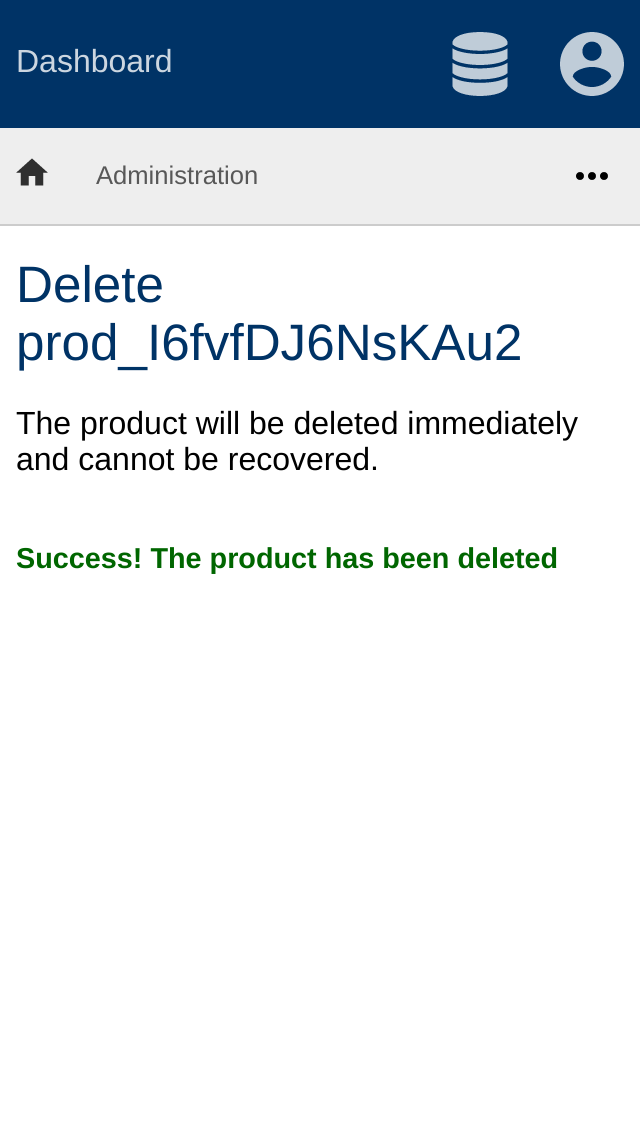 Dashboard
Administration
Delete
prod_I6fvfDJ6NsKAu2
The product will be deleted immediately
and cannot be recovered.
Success! The product has been deleted